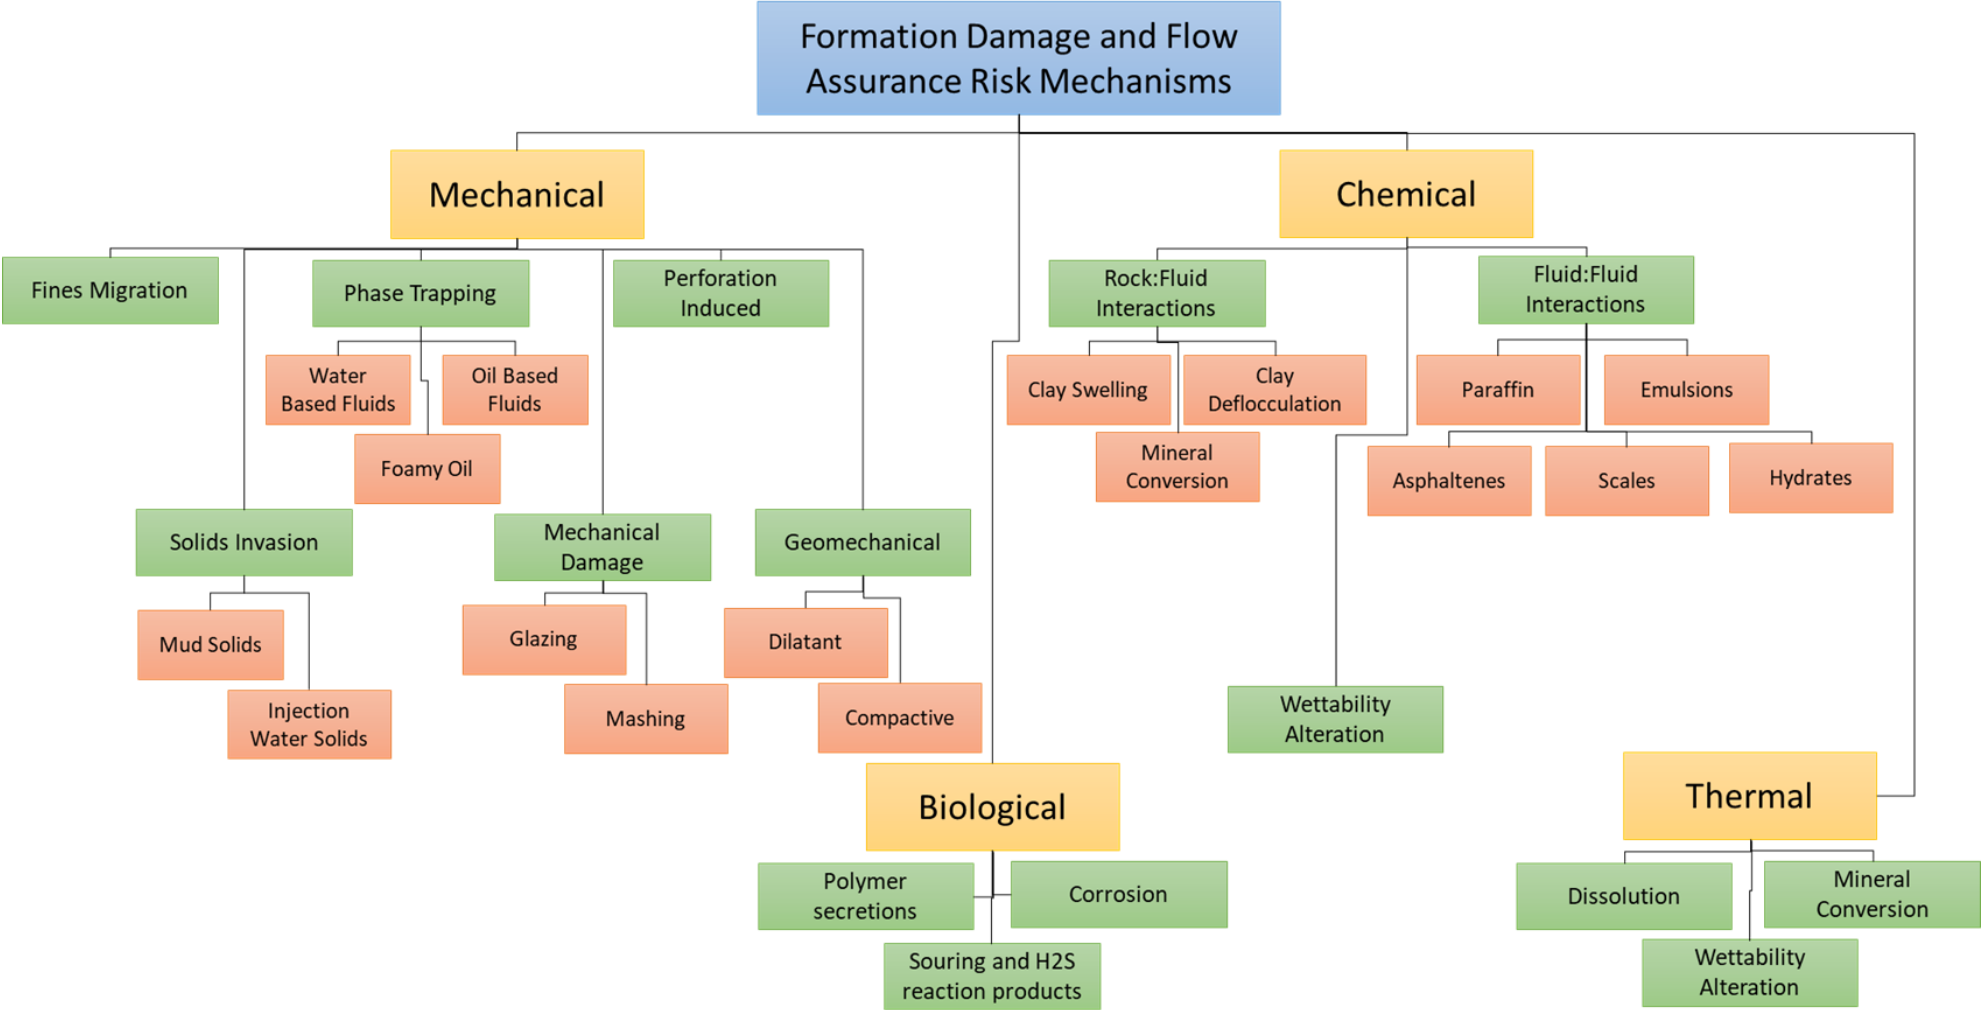 Formation Damage and Flow
Assurance Risk Mechanisms
Mechanical
Chemical
Fines Migration
Phase Trapping
Perforation
Induced
Rock:Fluid
Interactions
Fluid:Fluid
Interactions
Water
Based Fluids
Oil Based
Fluids
Foamy Oil
Clay Swelling
Clay
Deflocculation
Mineral
Conversion
Paraffin
Emulsions
Asphaltenes
Scales
Hydrates
Solids Invasion
Mechanical
Damage
Geomechanical
Mud Solids
Injection
Water Solids
Glazing
Mashing
Dilatant
Compactive
Wettability
Alteration
Biological
Thermal
Polymer
secretions
Corrosion
Souring and H2S
reaction products
Dissolution
Mineral
Conversion
Wettability
Alteration